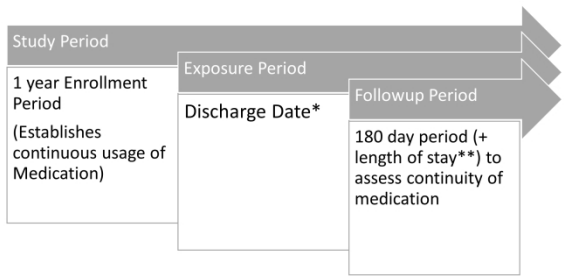 Study Period
1 year Enrollment
Period
(Establishes
continuous usage of
Medication)
Exposure Period
Discharge Date*
Followup Period
180 day period (+
length of stay**) to
assess continuity of
medication